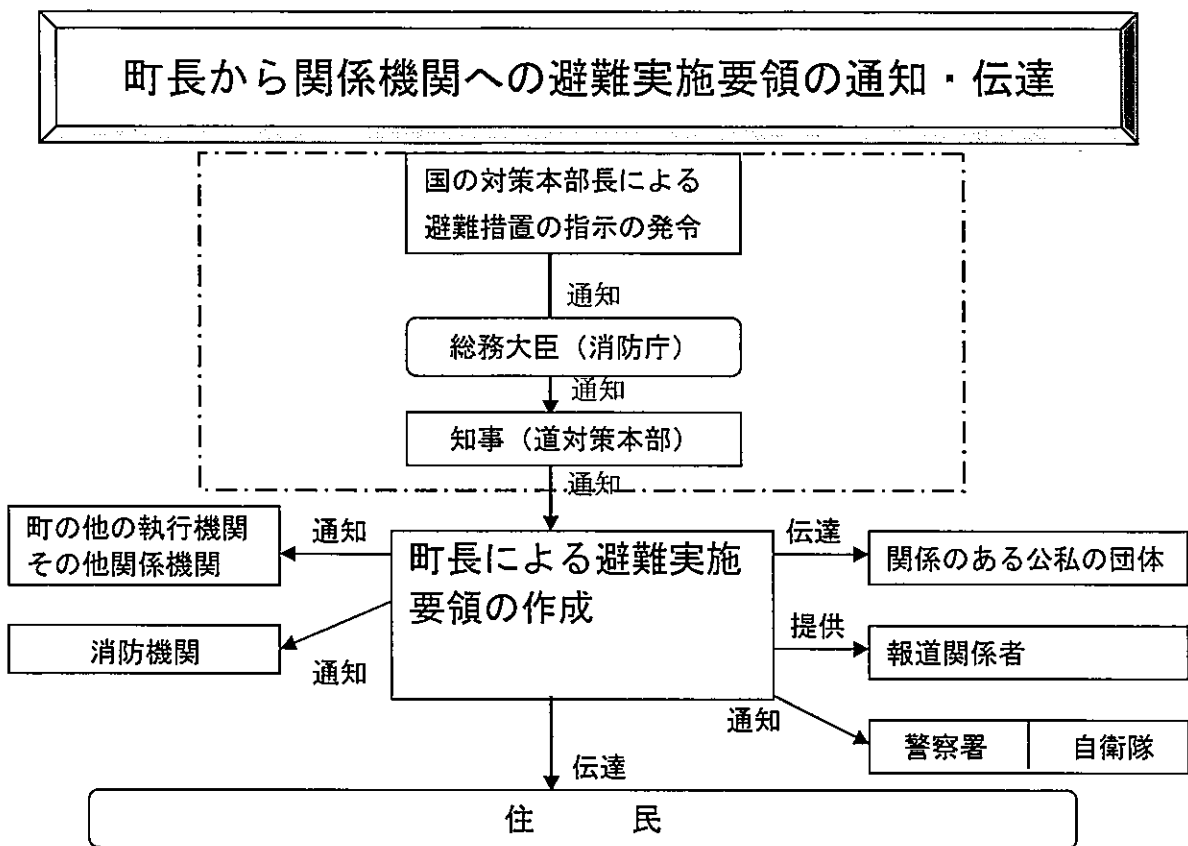 町長から関係機関への避難実施要領の通知・伝達
国の対策本部長による
避難措置の指示の発令
通知
総務大臣（消防庁）
通知
知事（道対策本部）
通知
町の他の執行機関
その他関係機関
通知
消防機関
通知
町長による避難実施
要領の作成
伝達
関係のある公私の団体
提供
報道関係者
通知
警察署
自衛隊
伝達
住　　民